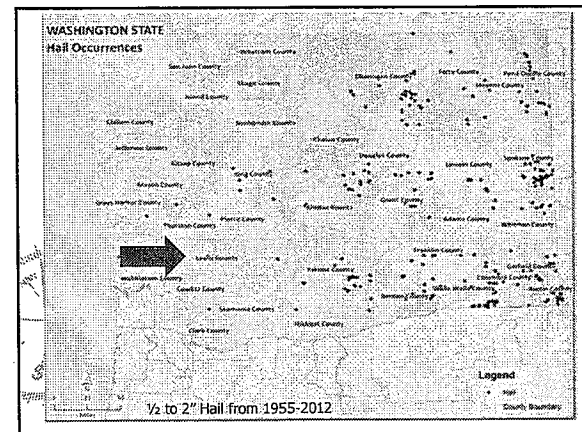 WASHINGTON STATE
Hail Occurrences
Whatcom County
San Juan County
Skagit County
Island County
Okanogan County
Ferry County
Pend Oreille County
Stevens County
Clallam County
Snohomish County
Jefferson County
Chelan County
Kitsap County
King County
Douglas County
Lincoln County
Spokane County
Mason County
Grays Harbor County
Kittitas County
Grant County
Pierce County
Thurston County
Adams County
Whitman County
Lewis County
Franklin County
Yakima County
Garfield County
Wahkiakum County
Columbia County
Cowlitz County
Benton County
Walla Walla County
Asotin County
Skamania County
Klickitat County
Clark County
Legend
Hail
County Boundary
½ to 2" Hail from 1955-2012